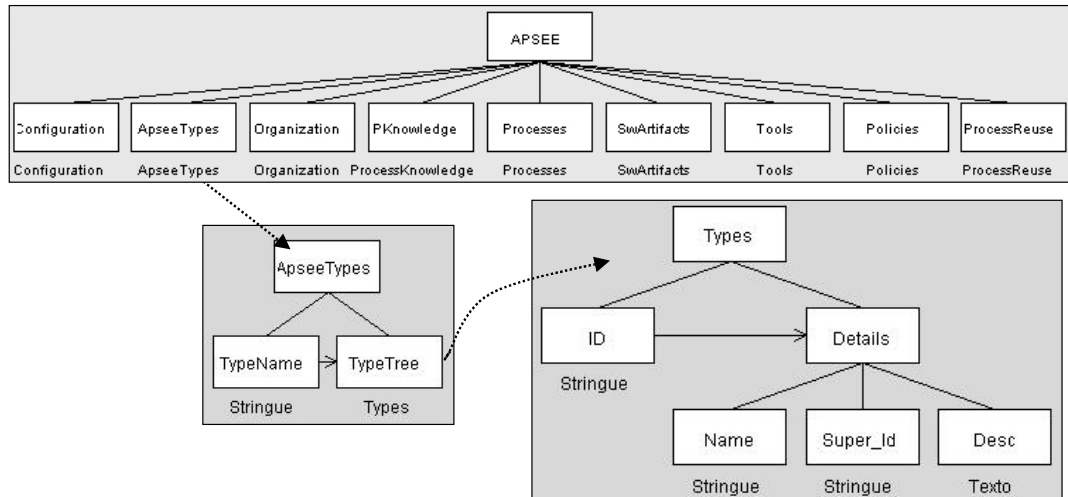 APSEE
Configuration ApseeTypes Organization PKnowledge Processes SwArtifacts Tools Policies ProcessReuse
Configuration ApseeTypes Organization ProcessKnowledge Processes SwArtifacts Tools Policies ProcessReuse
ApseeTypes
TypeName TypeTree
Stringue Types
Types
ID Details
Stringue
Name Super_Id Desc
Stringue Stringue Texto